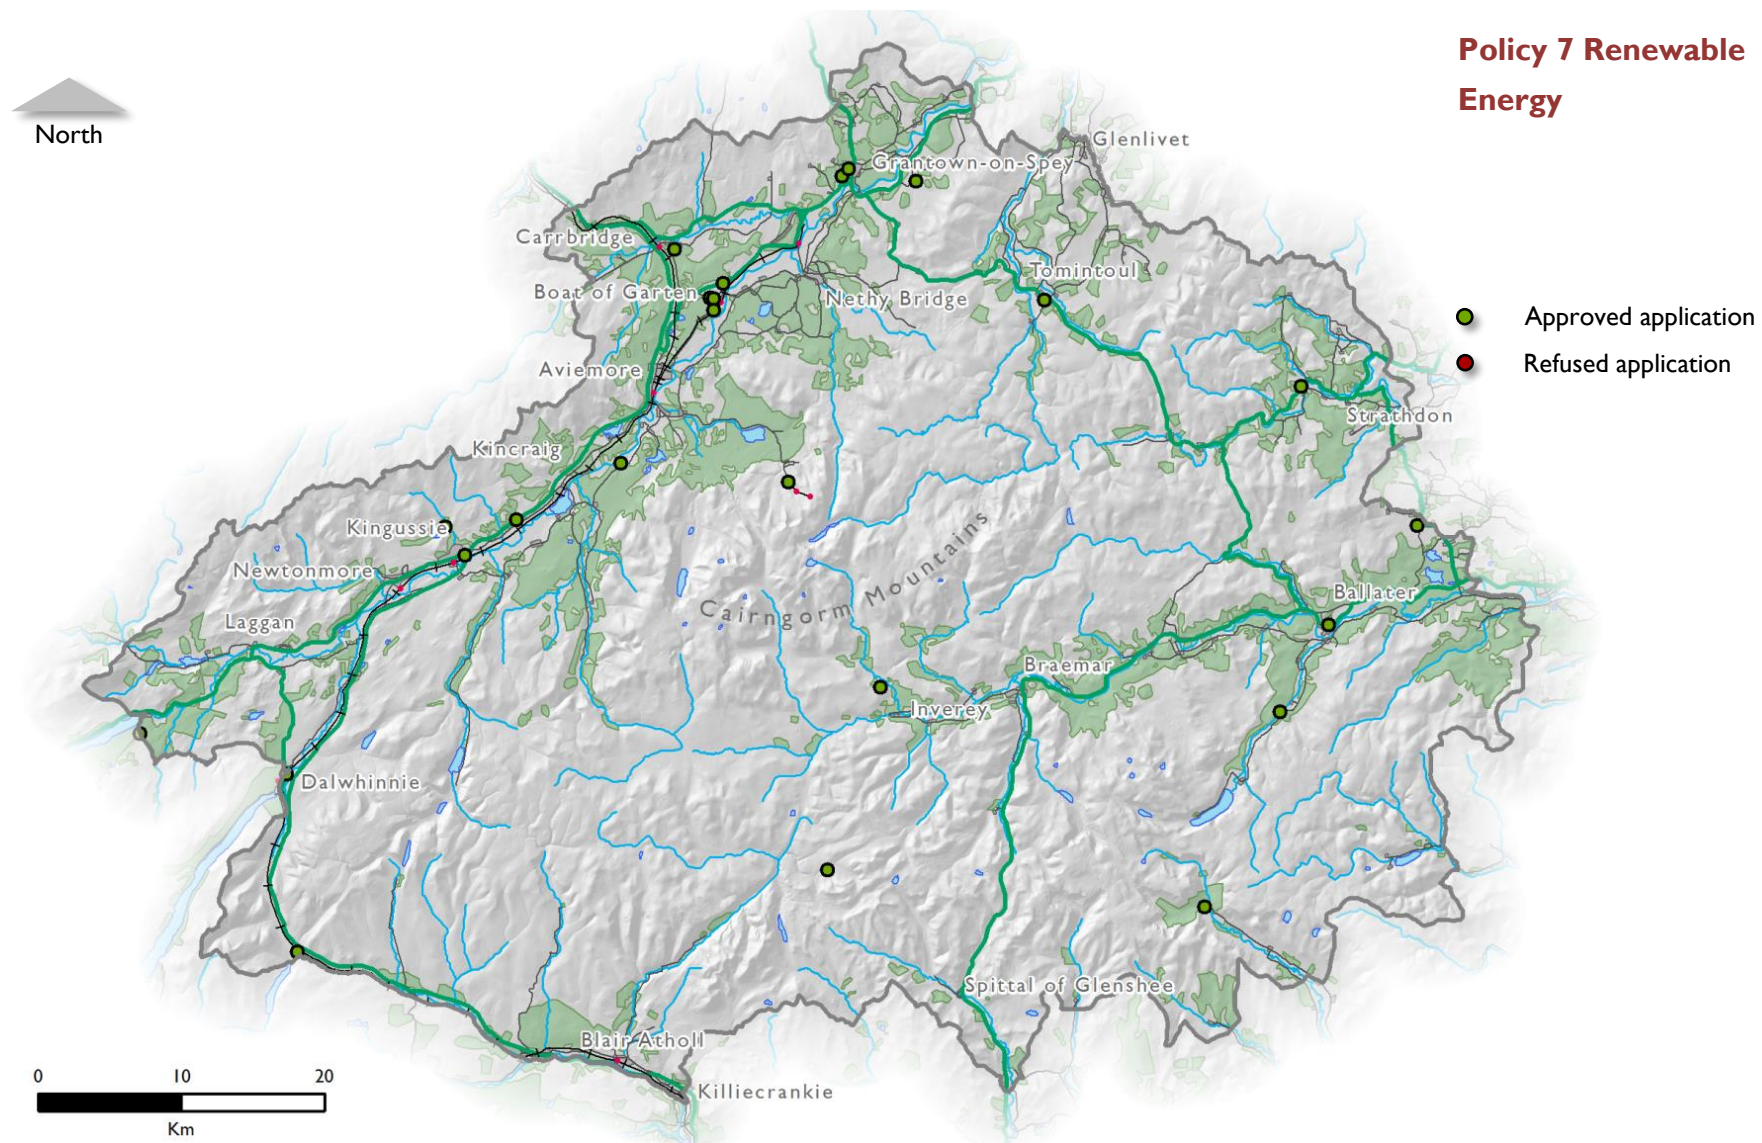 Policy 7 Renewable
Energy
North
Glenlivet
Grantown-on-Spey
Carrbridge
Tomintoul
Boat of Garten
Nethy Bridge
Approved application
Aviemore
Refused application
Strathdon
Kincraig
Kingussie
Newtonmore
Cairngorm Mountains
Ballater
Laggan
Braemar
Inverey
Dalwhinnie
Spittal of Glenshee
Blair Atholl
Killiecrankie
0 10 20
Km